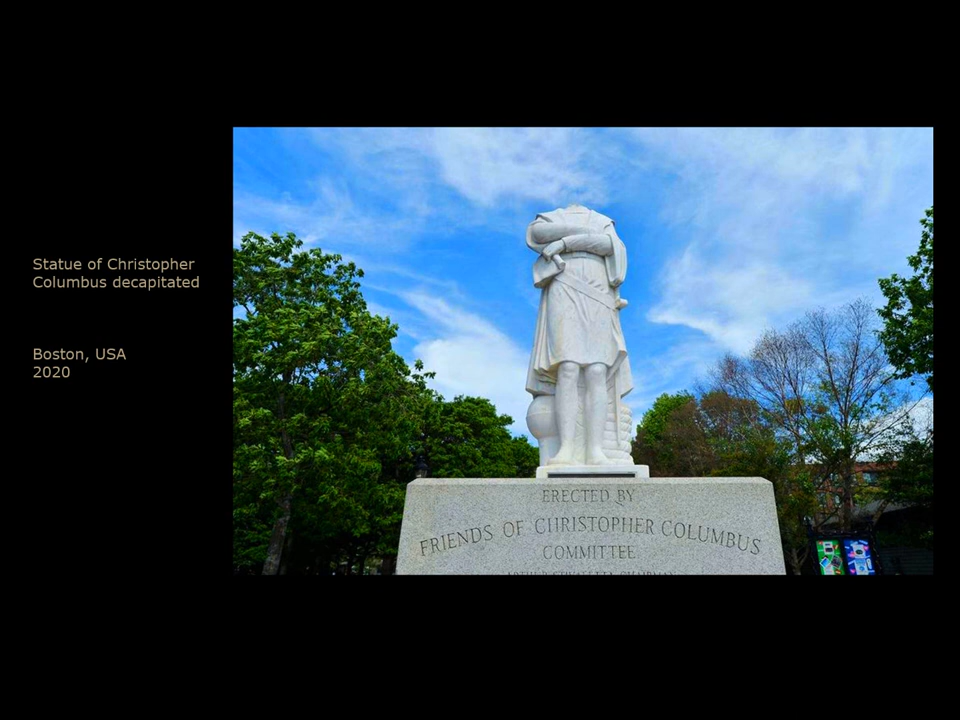 Statue of Christopher
Columbus decapitated
Boston, USA
2020
ERECTED BY
FRIENDS OF CHRISTOPHER COLUMBUS
COMMITTEE